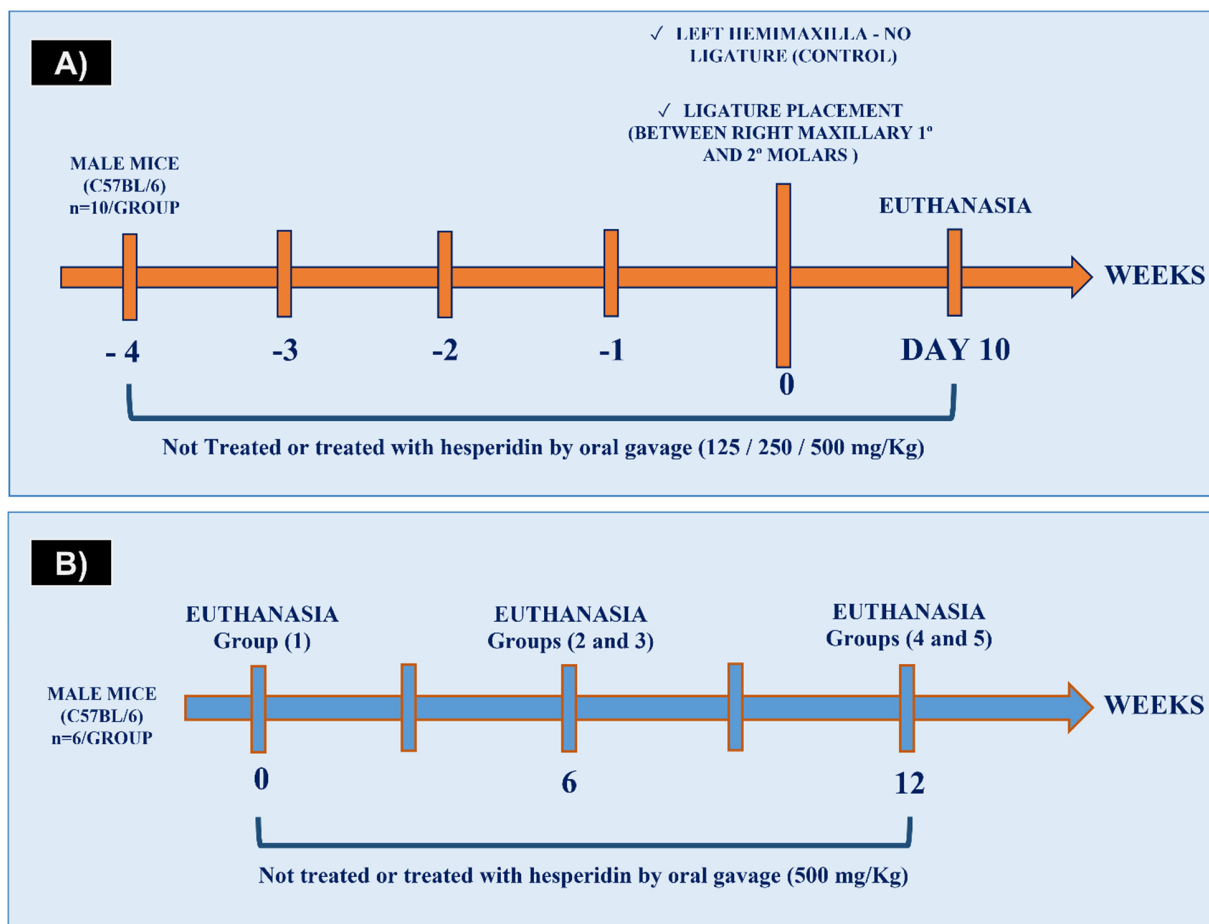 A)
✓ LEFT HEMIMAXILLA - NO
LIGATURE (CONTROL)
✓ LIGATURE PLACEMENT
(BETWEEN RIGHT MAXILLARY 1º
AND 2º MOLARS )
MALE MICE
(C57BL/6)
n=10/GROUP
EUTHANASIA
WEEKS
- 4
-3
-2
-1
0
DAY 10
Not Treated or treated with hesperidin by oral gavage (125 / 250 / 500 mg/Kg)
B)
EUTHANASIA
Group (1)
EUTHANASIA
Groups (2 and 3)
EUTHANASIA
Groups (4 and 5)
MALE MICE
(C57BL/6)
n=6/GROUP
WEEKS
0
6
12
Not treated or treated with hesperidin by oral gavage (500 mg/Kg)